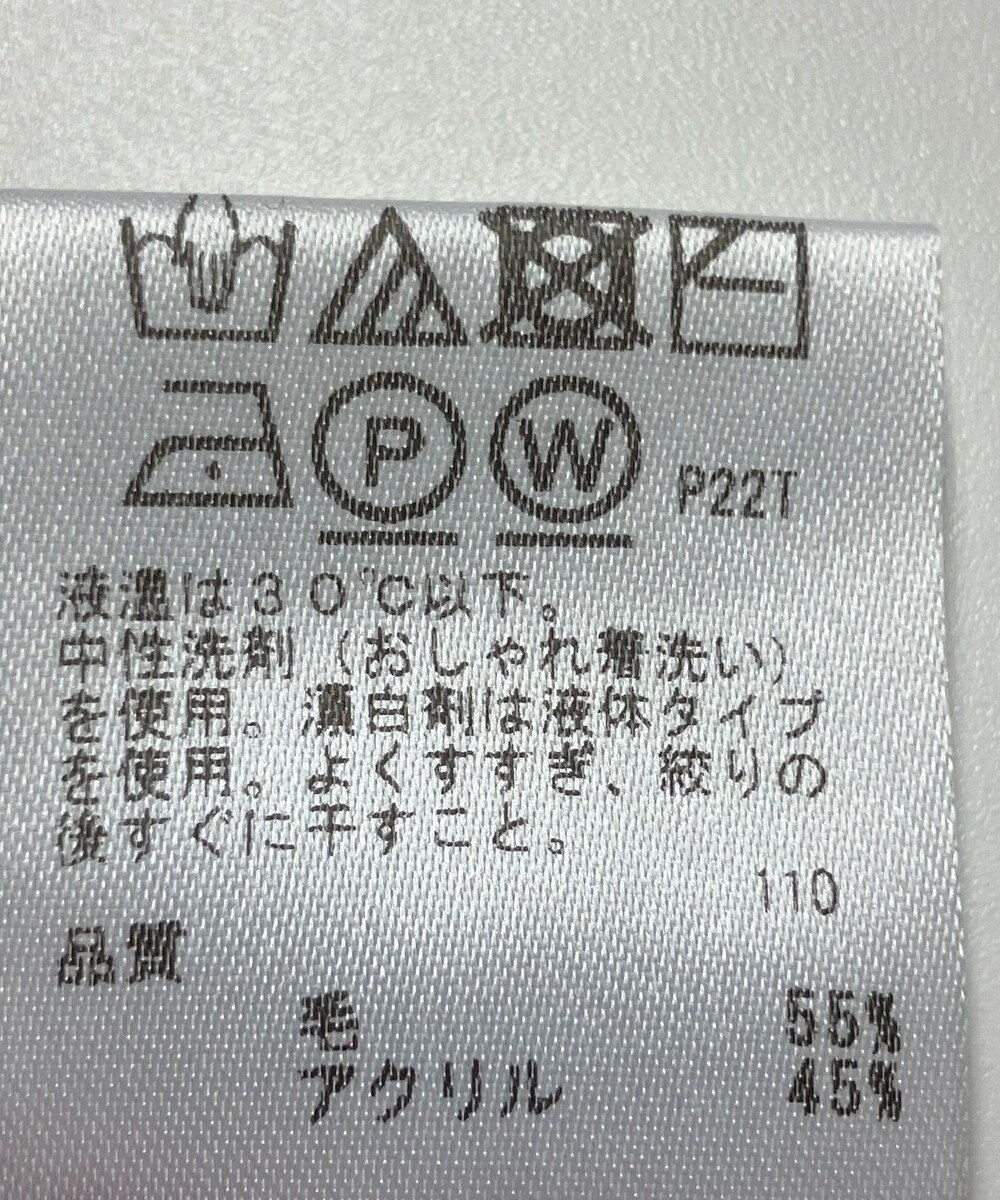 P
W
P22T
液温は30℃以下。
中性洗剤(おしゃれ着洗い)
を使用。漂白剤は液体タイプ
を使用。よくすすぎ、絞りの
後すぐに干すこと。
110
品質
毛 55%
アクリル 45%